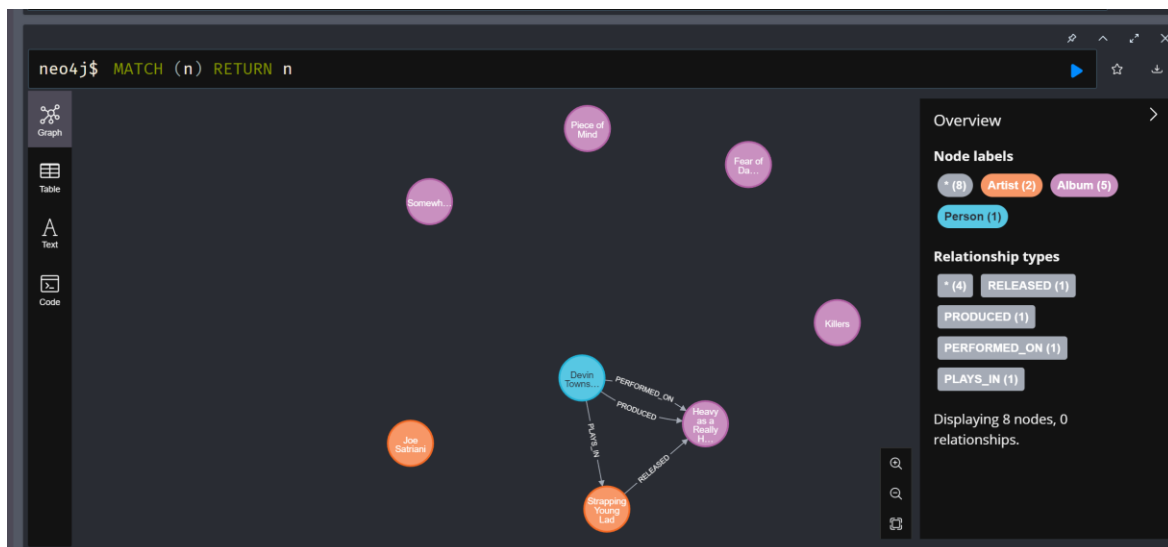 neo4j$ MATCH (n) RETURN n
Graph
Table
Text
Code
Piece of
Mind
Fear of
Da...
Somewh...
Killers
Devin
Towns...
PERFORMED_ON
PRODUCED
PLAYS_IN
RELEASED
Heavy
as a
Really
H...
Joe
Satriani
Strapping
Young
Lad
Overview
Node labels
* (8) Artist (2) Album (5)
Person (1)
Relationship types
* (4) RELEASED (1)
PRODUCED (1)
PERFORMED_ON (1)
PLAYS_IN (1)
Displaying 8 nodes, 0
relationships.